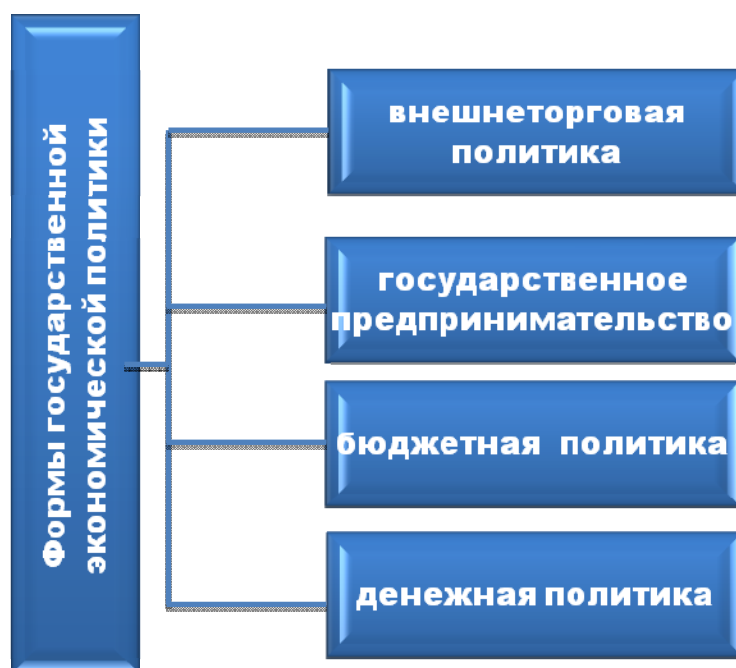 Формы государственной
экономической политики
внешнеторговая
политика
государственное
предпринимательство
бюджетная политика
денежная политика